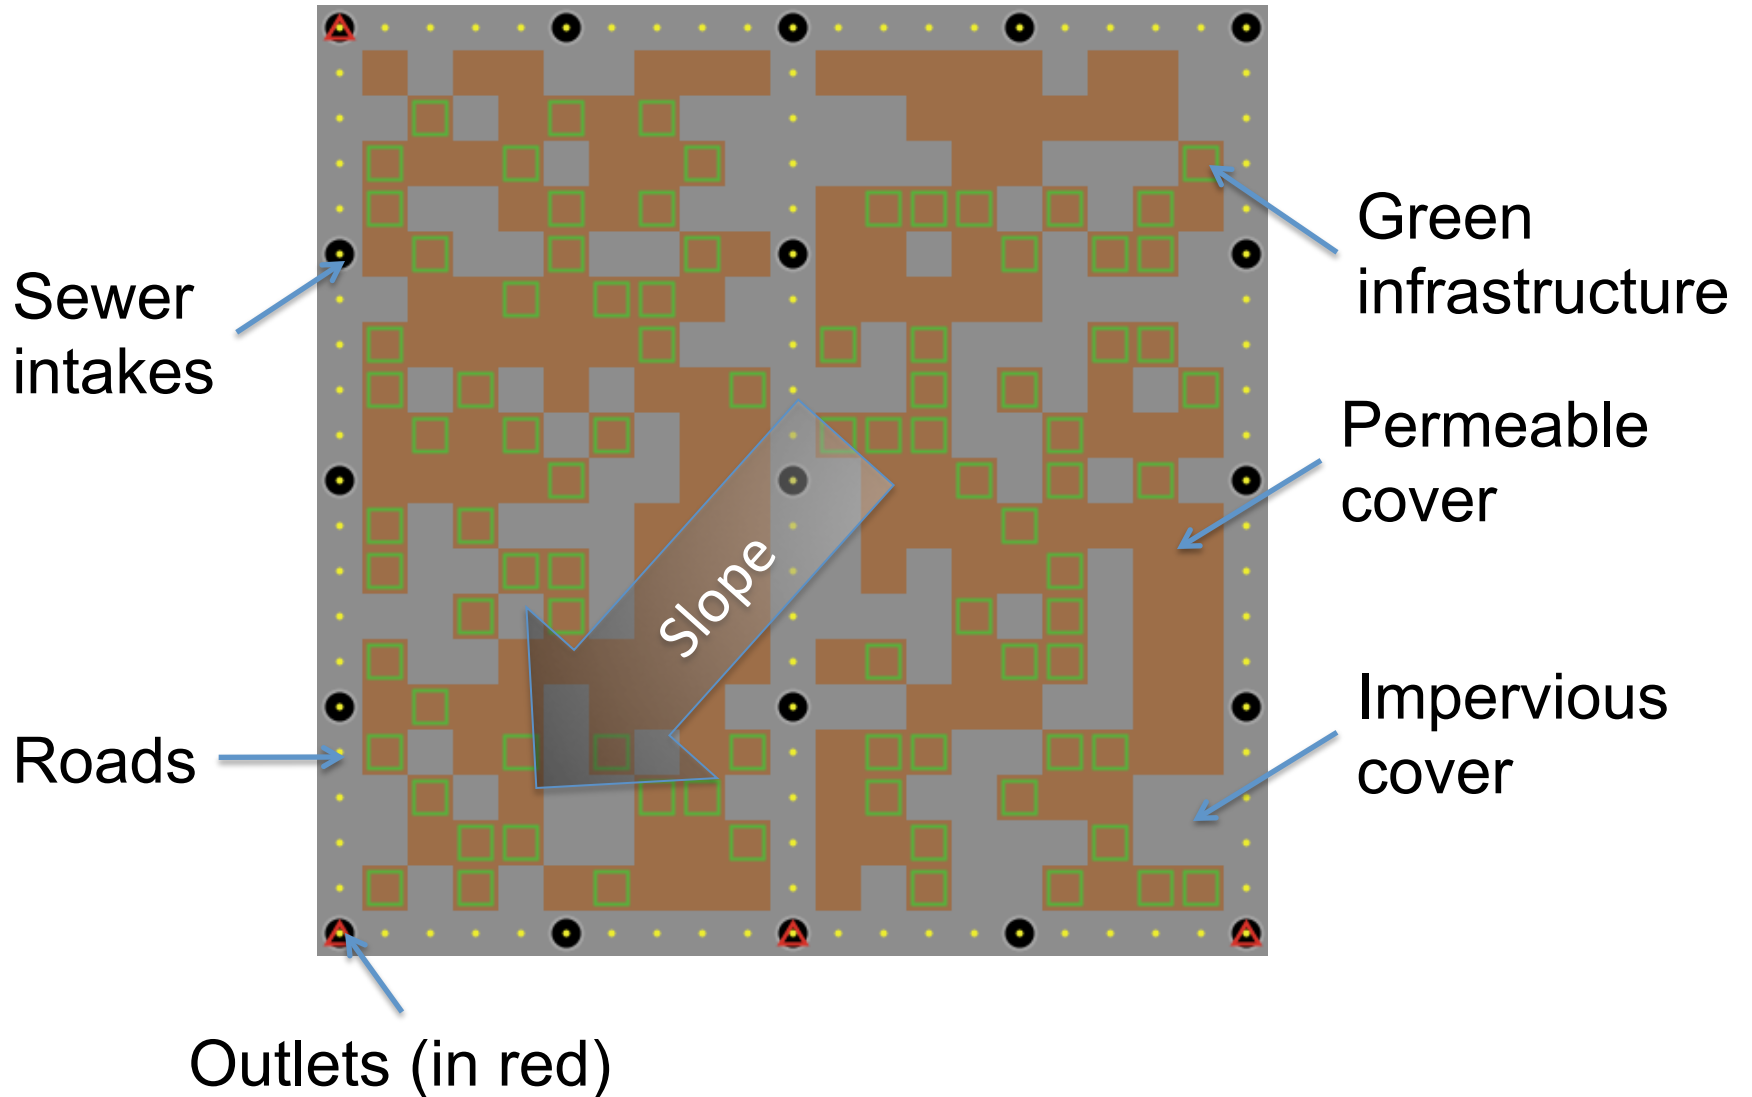 Green
infrastructure
Sewer
intakes
Permeable
cover
Slope
Impervious
cover
Roads
Outlets (in red)